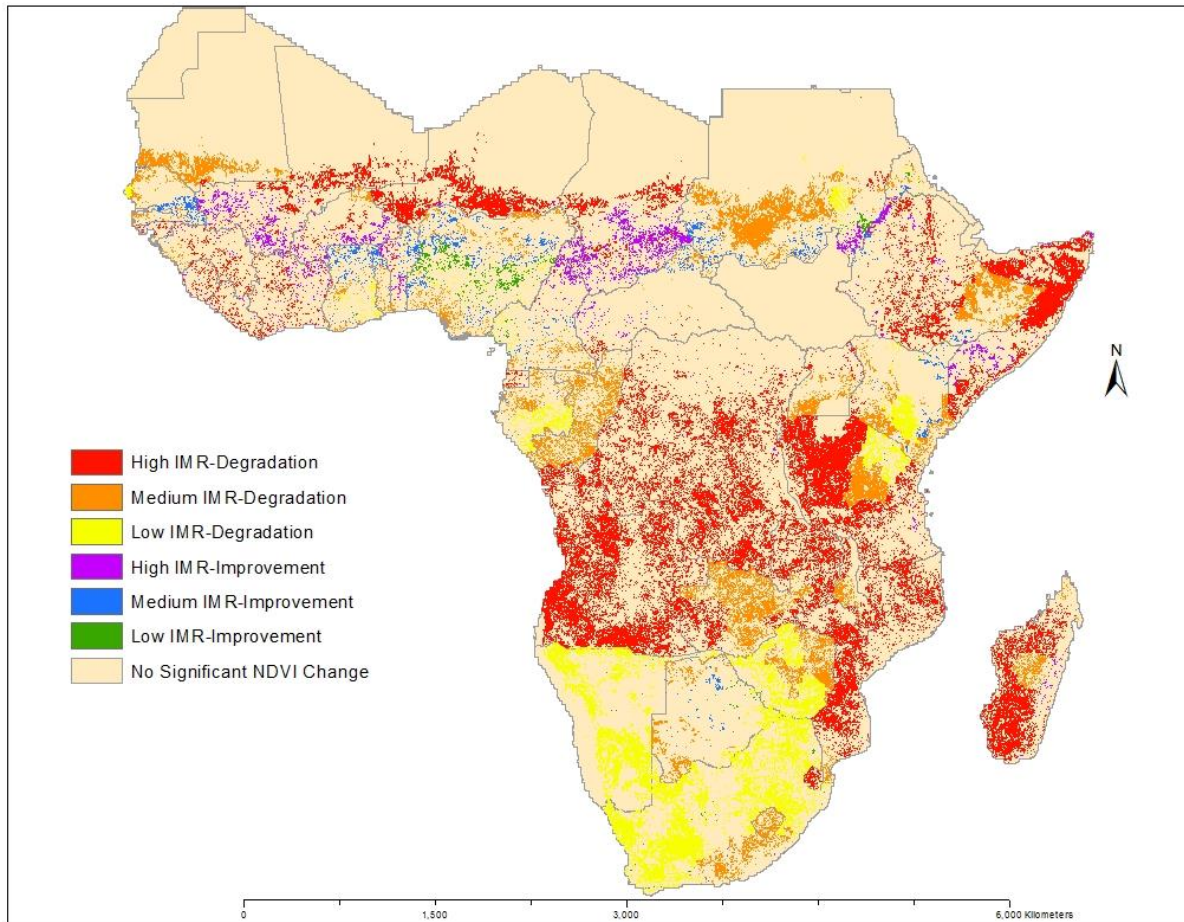 N
High IMR-Degradation
Medium IMR-Degradation
Low IMR-Degradation
High IMR-Improvement
Medium IMR-Improvement
Low IMR-Improvement
No Significant NDVI Change
0 1,500 3,000 6,000 Kilometers